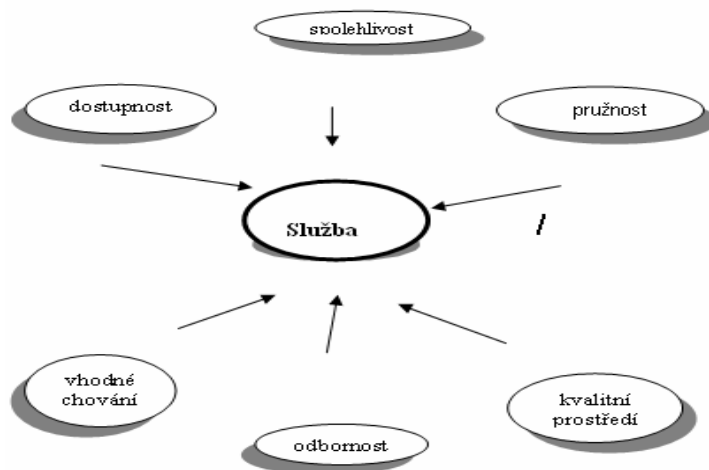 spolehlivost
dostupnost
pružnost
Služba
/
vhodné
chování
kvalitní
prostředí
odbornost